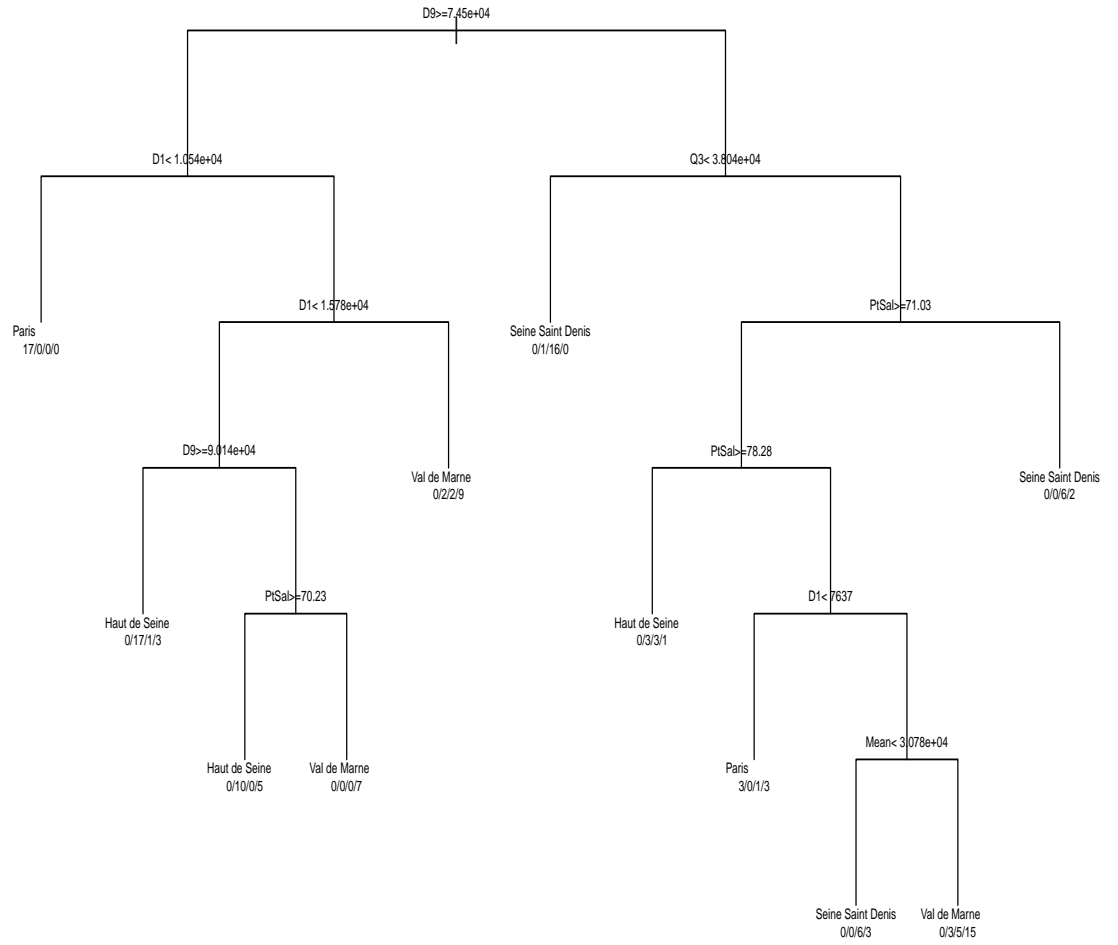 D9>=7.45e+04
D1< 1.054e+04
Q3< 3.804e+04
Paris
17/0/0/0
D1< 1.578e+04
Seine Saint Denis
0/1/16/0
PtSal>=71.03
D9>=9.014e+04
Val de Marne
0/2/2/9
PtSal>=78.28
Seine Saint Denis
0/0/6/2
Haut de Seine
0/17/1/3
PtSal>=70.23
Haut de Seine
0/3/3/1
D1< 7637
Haut de Seine
0/10/0/5
Val de Marne
0/0/0/7
Paris
3/0/1/3
Mean< 3.078e+04
Seine Saint Denis
0/0/6/3
Val de Marne
0/3/5/15